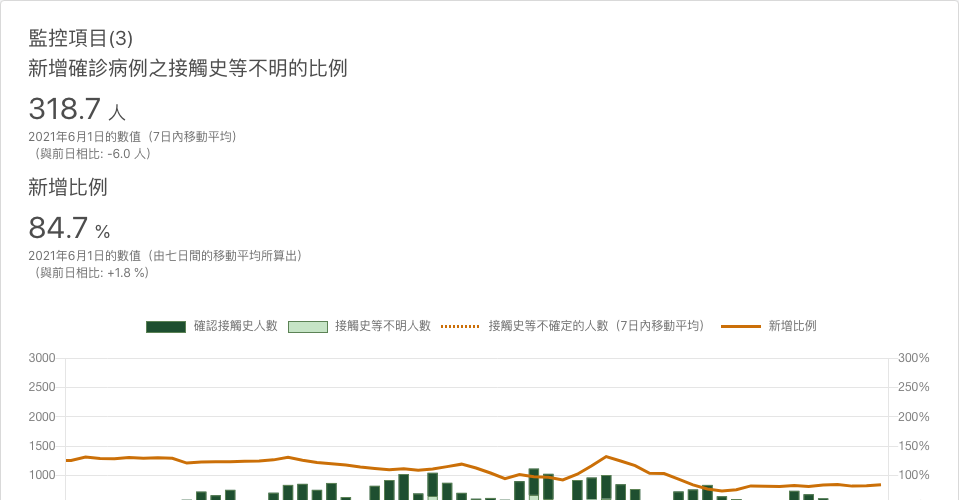 監控項目(3)
新增確診病例之接觸史等不明的比例
318.7 人
2021年6月1日的數值（7日內移動平均）
（與前日相比: -6.0 人）
新增比例
84.7 %
2021年6月1日的數值（由七日間的移動平均所算出）
（與前日相比: +1.8 %）
確認接觸史人數 接觸史等不明人數 接觸史等不確定的人數（7日內移動平均） 新增比例
3000 300%
2500 250%
2000 200%
1500 150%
1000 100%